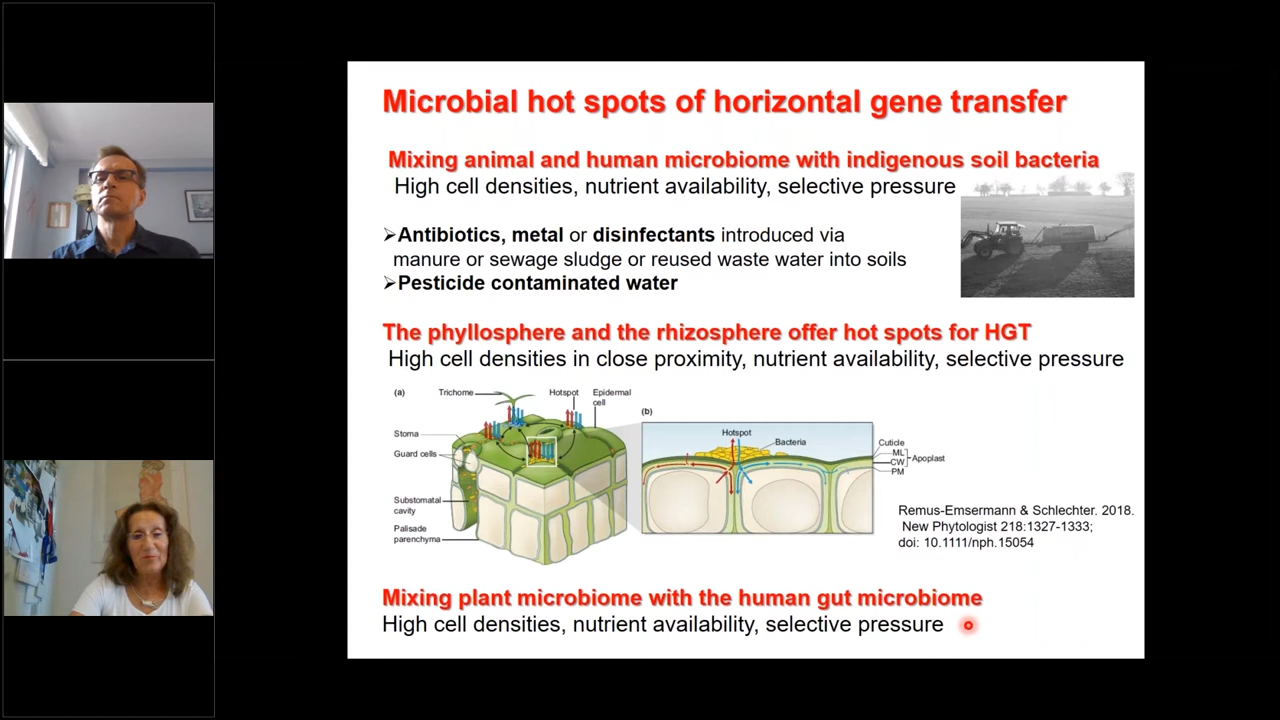 Microbial hot spots of horizontal gene transfer
Mixing animal and human microbiome with indigenous soil bacteria
High cell densities, nutrient availability, selective pressure
➢Antibiotics, metal or disinfectants introduced via
manure or sewage sludge or reused waste water into soils
➢Pesticide contaminated water
The phyllosphere and the rhizosphere offer hot spots for HGT
High cell densities in close proximity, nutrient availability, selective pressure
(a)
Trichome
Hotspot
Epidermal
cell
Stoma
Guard cells
Substomatal
cavity
Palisade
parenchyma
(b)
Hotspot
Bacteria
Cuticle
ML
CW
PM
Apoplast
Remus-Emsermann & Schlechter. 2018.
New Phytologist 218:1327-1333;
doi: 10.1111/nph.15054
Mixing plant microbiome with the human gut microbiome
High cell densities, nutrient availability, selective pressure